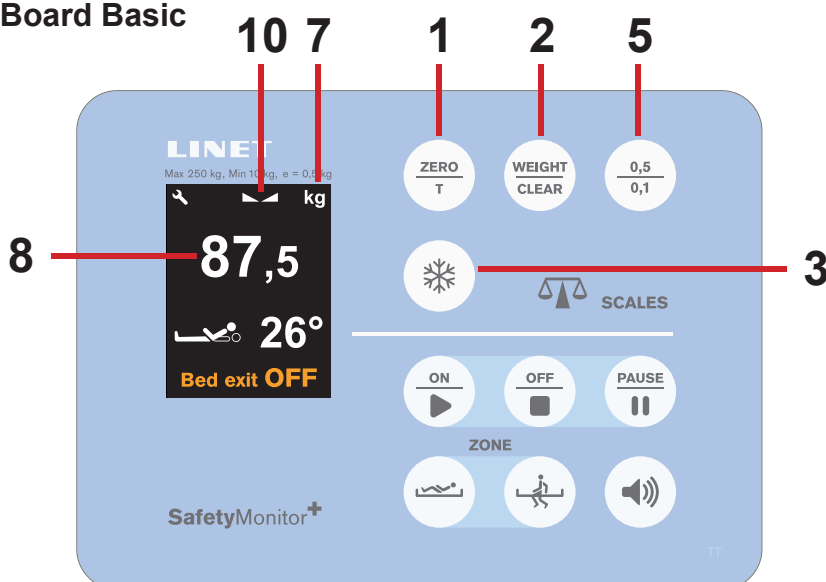 Board Basic
10 7 1 2 5
LINET
Max 250 kg, Min 10 kg, e = 0,5 kg
kg
87,5
26°
Bed exit OFF
8
ZERO
T
WEIGHT
CLEAR
0,5
0,1
3
SCALES
ON
OFF
PAUSE
ZONE
SafetyMonitor+
TT